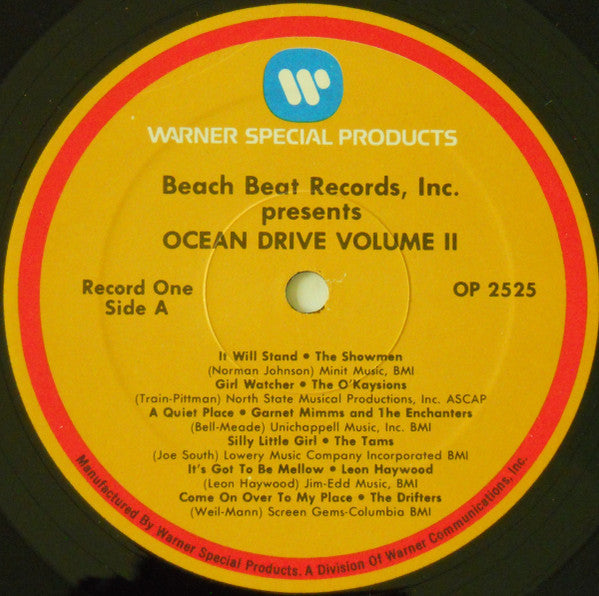 WARNER SPECIAL PRODUCTS
Beach Beat Records, Inc.
presents
OCEAN DRIVE VOLUME II
Record One
Side A
OP 2525
It Will Stand • The Showmen
(Norman Johnson) Minit Music, BMI
Girl Watcher • The O'Kaysions
(Train-Pittman) North State Musical Productions, Inc. ASCAP
A Quiet Place • Garnet Mimms and The Enchanters
(Bell-Meade) Unichappell Music, Inc. BMI
Silly Little Girl • The Tams
(Joe South) Lowery Music Company Incorporated BMI
It's Got To Be Mellow • Leon Haywood
(Leon Haywood) Jim-Edd Music, BMI
Come On Over To My Place • The Drifters
(Weil-Mann) Screen Gems-Columbia BMI
Manufactured By Warner Special Products. A Division Of Warner Communications, Inc.